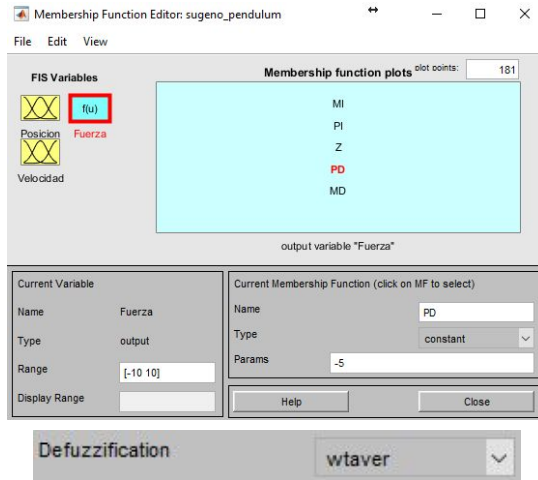 Membership Function Editor: sugeno_pendulum
File Edit View
FIS Variables
f(u)
Posicion Fuerza
Velocidad
Membership function plots plot points: 181
MI
PI
Z
PD
MD
output variable "Fuerza"
Current Variable
Name Fuerza
Type output
Range [-10 10]
Display Range
Current Membership Function (click on MF to select)
Name PD
Type constant
Params -5
Help Close
Defuzzification wtaver